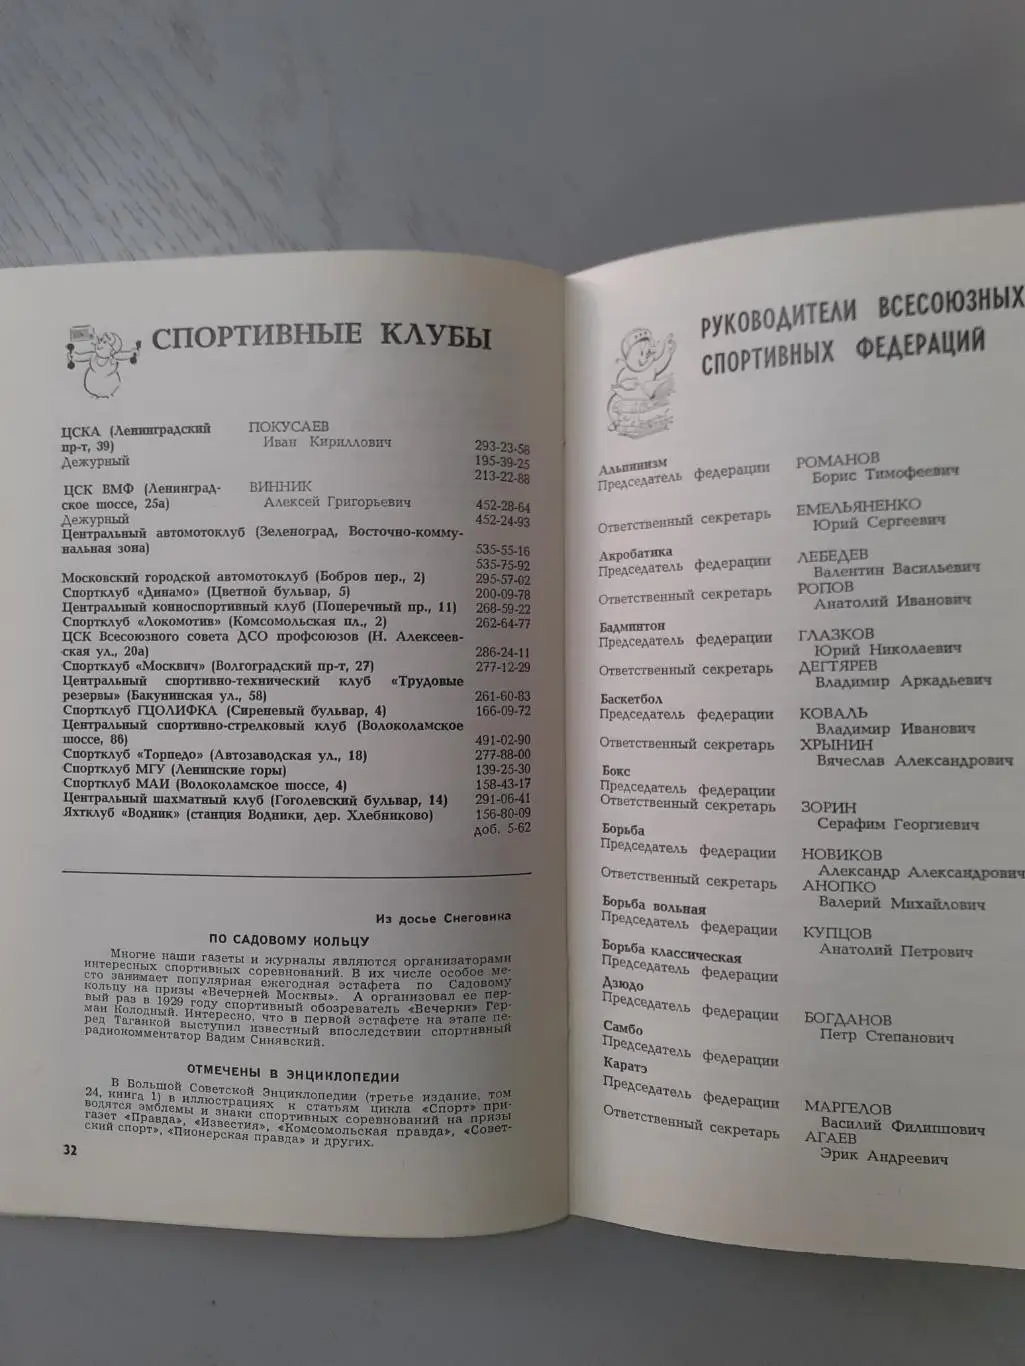 СПОРТИВНЫЕ КЛУБЫ
ЦСКА (Ленинградский ПОКУСАЕВ
пр-т, 39) Иван Кириллович 293-23-58
Дежурный 195-39-25
213-22-88
ЦСК ВМФ (Ленинград- ВИННИК
ское шоссе, 25а) Алексей Григорьевич 452-28-64
Дежурный 452-24-93
Центральный автомотоклуб (Зеленоград, Восточно-комму-
нальная зона) 535-55-16
535-75-92
Московский городской автомотоклуб (Бобров пер., 2) 295-57-02
Спортклуб «Динамо» (Цветной бульвар, 5) 200-09-78
Центральный конноспортивный клуб (Поперечный пр., 11) 268-59-22
Спортклуб «Локомотив» (Комсомольская пл., 2) 262-64-77
ЦСК Всесоюзного совета ДСО профсоюзов (Н. Алексеев-
ская ул., 20а) 286-24-11
Спортклуб «Москвич» (Волгоградский пр-т, 27) 277-12-29
Центральный спортивно-технический клуб «Трудовые
резервы» (Бакунинская ул., 58) 261-60-83
Спортклуб ГЦОЛИФКА (Сиреневый бульвар, 4) 166-09-72
Центральный спортивно-стрелковый клуб (Волоколамское
шоссе, 86) 491-02-90
Спортклуб «Торпедо» (Автозаводская ул., 18) 277-88-00
Спортклуб МГУ (Ленинские горы) 139-25-30
Спортклуб МАИ (Волоколамское шоссе, 4) 158-43-17
Центральный шахматный клуб (Гоголевский бульвар, 14) 291-06-41
Яхтклуб «Водник» (станция Водники, дер. Хлебниково) 156-80-09
доб. 5-62
Из досье Снеговика
ПО САДОВОМУ КОЛЬЦУ
Многие наши газеты и журналы являются организаторами
интересных спортивных соревнований. В их числе особое ме-
сто занимает популярная ежегодная эстафета по Садовому
кольцу на призы «Вечерней Москвы». А организовал ее пер-
вый раз в 1929 году спортивный обозреватель «Вечерки» Гер-
ман Колодный. Интересно, что в первой эстафете на этапе пе-
ред Таганкой выступил известный впоследствии спортивный
радиокомментатор Вадим Синявский.
ОТМЕЧЕНЫ В ЭНЦИКЛОПЕДИИ
В Большой Советской Энциклопедии (третье издание, том
24, книга 1) в иллюстрациях к статьям цикла «Спорт» при-
водятся эмблемы и знаки спортивных соревнований на призы
газет «Правда», «Известия», «Комсомольская правда», «Совет-
ский спорт», «Пионерская правда» и других.
32
РУКОВОДИТЕЛИ ВСЕСОЮЗНЫХ
СПОРТИВНЫХ ФЕДЕРАЦИЙ
Альпинизм
Председатель федерации РОМАНОВ
Борис Тимофеевич
Ответственный секретарь ЕМЕЛЬЯНЕНКО
Юрий Сергеевич
Акробатика
Председатель федерации ЛЕБЕДЕВ
Валентин Васильевич
Ответственный секретарь РОПОВ
Анатолий Иванович
Бадминтон
Председатель федерации ГЛАЗКОВ
Юрий Николаевич
Ответственный секретарь ДЕГТЯРЕВ
Владимир Аркадьевич
Баскетбол
Председатель федерации КОВАЛЬ
Владимир Иванович
Ответственный секретарь ХРЫНИН
Вячеслав Александрович
Бокс
Председатель федерации
Ответственный секретарь ЗОРИН
Серафим Георгиевич
Борьба
Председатель федерации НОВИКОВ
Александр Александрович
Ответственный секретарь АНОПКО
Валерий Михайлович
Борьба вольная
Председатель федерации КУПЦОВ
Анатолий Петрович
Борьба классическая
Председатель федерации
Дзюдо
Председатель федерации БОГДАНОВ
Петр Степанович
Самбо
Председатель федерации
Каратэ
Председатель федерации МАРГЕЛОВ
Василий Филиппович
Ответственный секретарь АГАЕВ
Эрик Андреевич